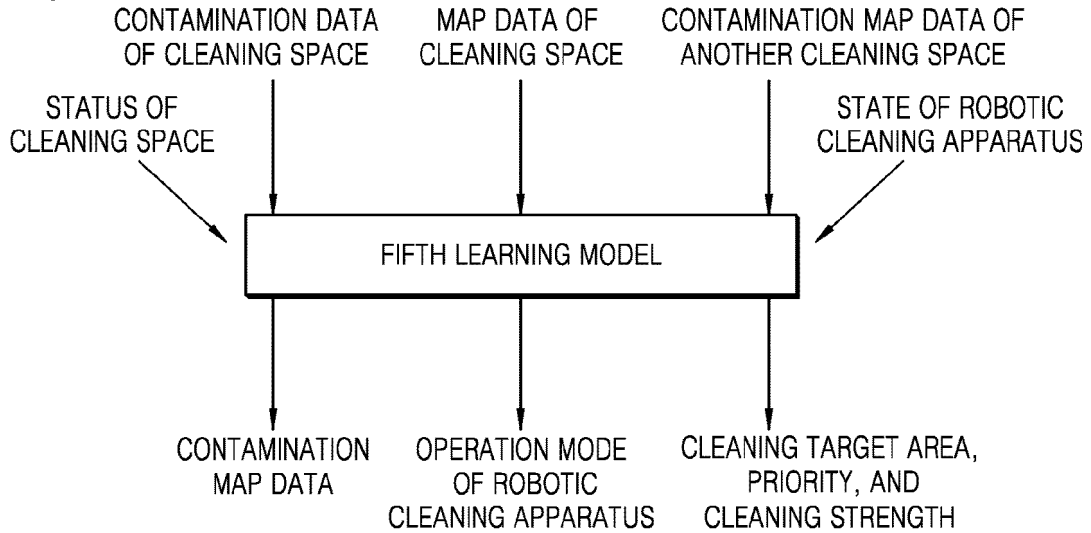 CONTAMINATION DATA
OF CLEANING SPACE
MAP DATA OF
CLEANING SPACE
CONTAMINATION MAP DATA OF
ANOTHER CLEANING SPACE
STATUS OF
CLEANING SPACE
STATE OF ROBOTIC
CLEANING APPARATUS
FIFTH LEARNING MODEL
CONTAMINATION
MAP DATA
OPERATION MODE
OF ROBOTIC
CLEANING APPARATUS
CLEANING TARGET AREA,
PRIORITY, AND
CLEANING STRENGTH